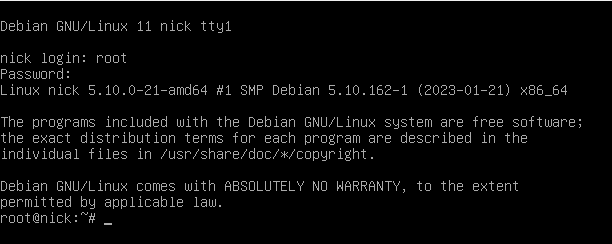 Debian GNU/Linux 11 nick tty1
nick login: root
Password:
Linux nick 5.10.0-21-amd64 #1 SMP Debian 5.10.162-1 (2023-01-21) x86_64
The programs included with the Debian GNU/Linux system are free software;
the exact distribution terms for each program are described in the
individual files in /usr/share/doc/*/copyright.
Debian GNU/Linux comes with ABSOLUTELY NO WARRANTY, to the extent
permitted by applicable law.
root@nick:~# _